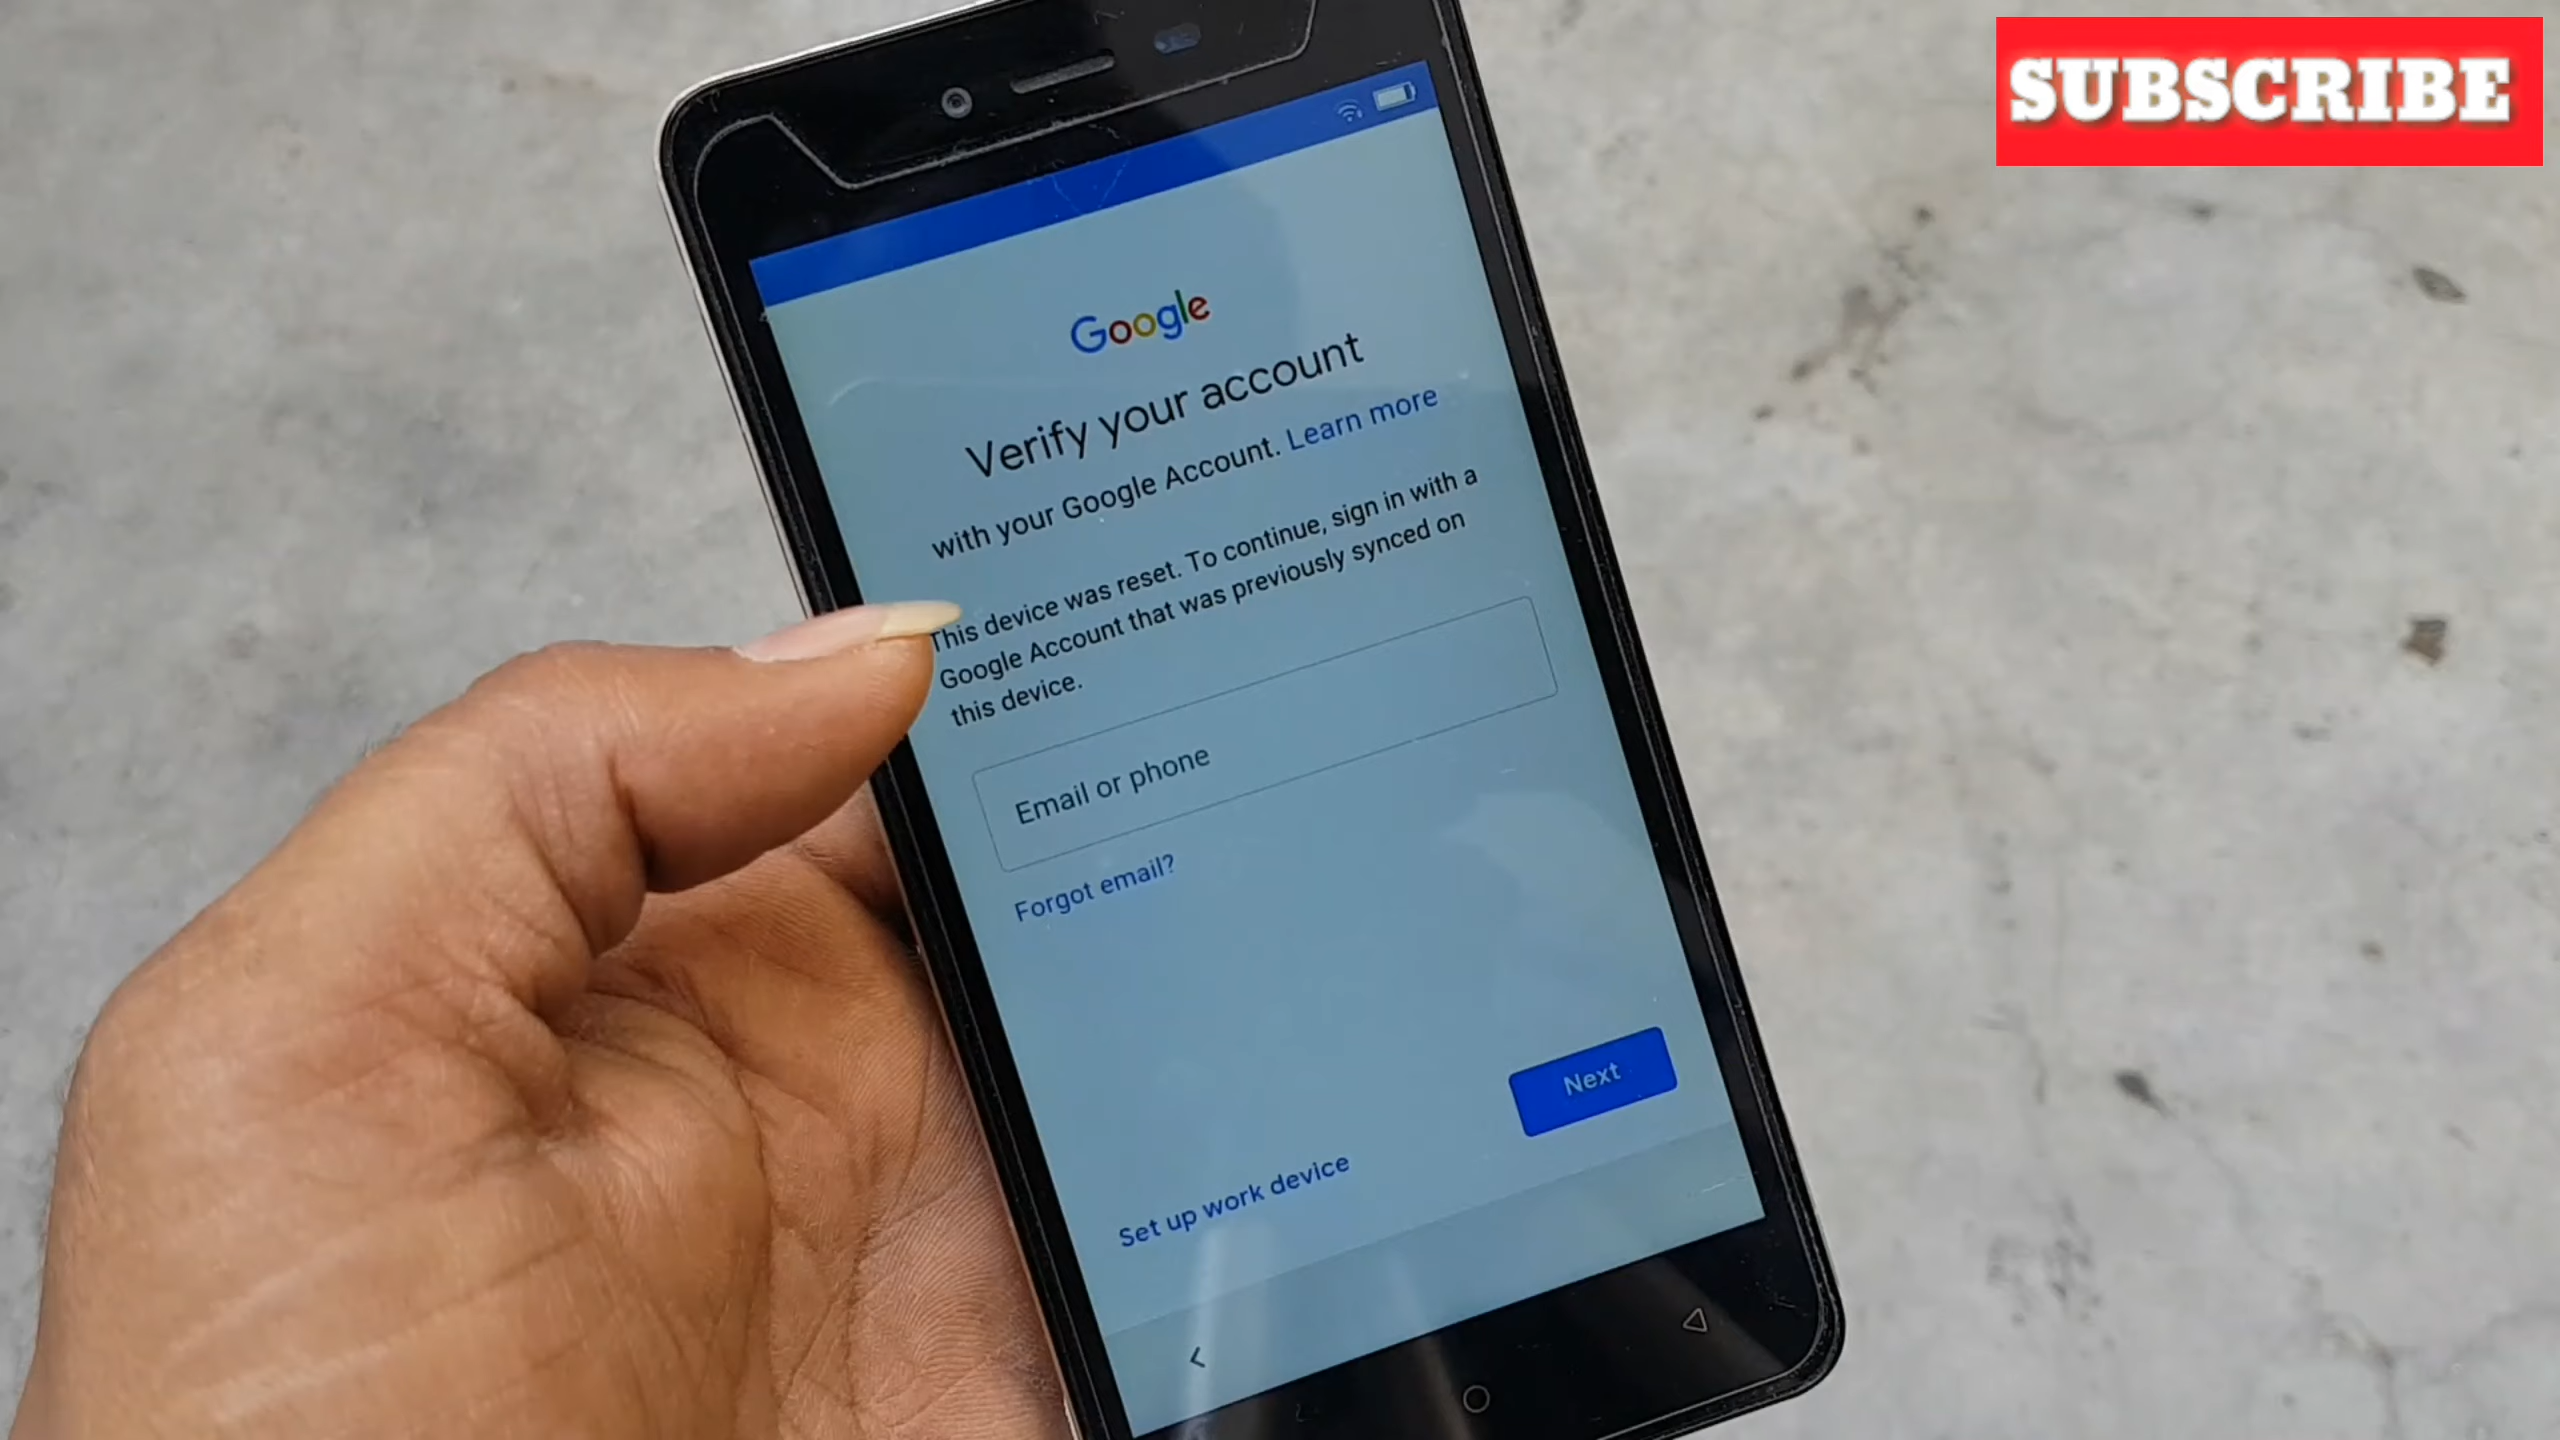 SUBSCRIBE
Google
Verify your account
with your Google Account. Learn more
This device was reset. To continue, sign in with a
Google Account that was previously synced on
this device.
Email or phone
Forgot email?
Next
Set up work device